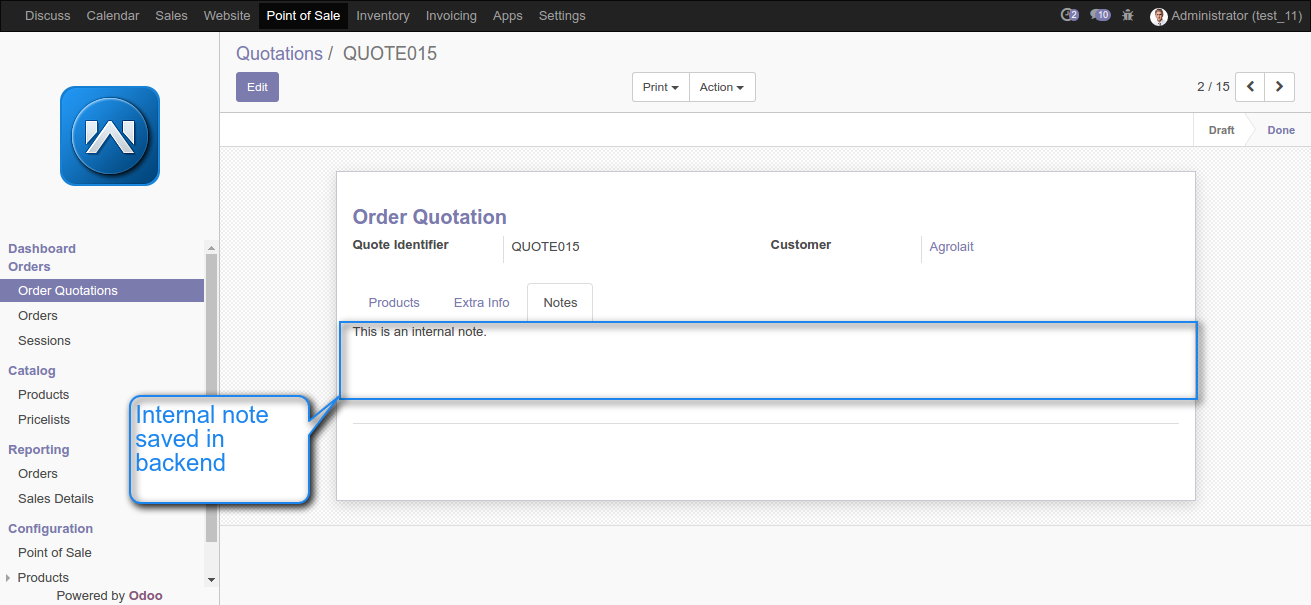 Discuss Calendar Sales Website Point of Sale Inventory Invoicing Apps Settings 2 10 Administrator (test_11)
Quotations / QUOTE015
Edit Print Action 2 / 15
Draft Done
Dashboard
Orders
Order Quotations
Orders
Sessions
Catalog
Products
Pricelists
Reporting
Orders
Sales Details
Configuration
Point of Sale
Products
Powered by Odoo
Order Quotation
Quote Identifier QUOTE015 Customer Agrolait
Products Extra Info Notes
This is an internal note.
Internal note
saved in
backend